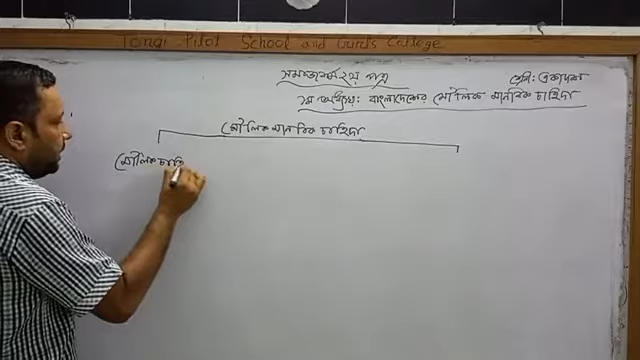 Tongi Pilot School and Girls College
সমাজকর্ম ২য় পত্র
শ্রেণি: একাদশ
১ম অধ্যায়: বাংলাদেশের মৌলিক মানবিক চাহিদা
মৌলিক মানবিক চাহিদা
মৌলিক চাহি